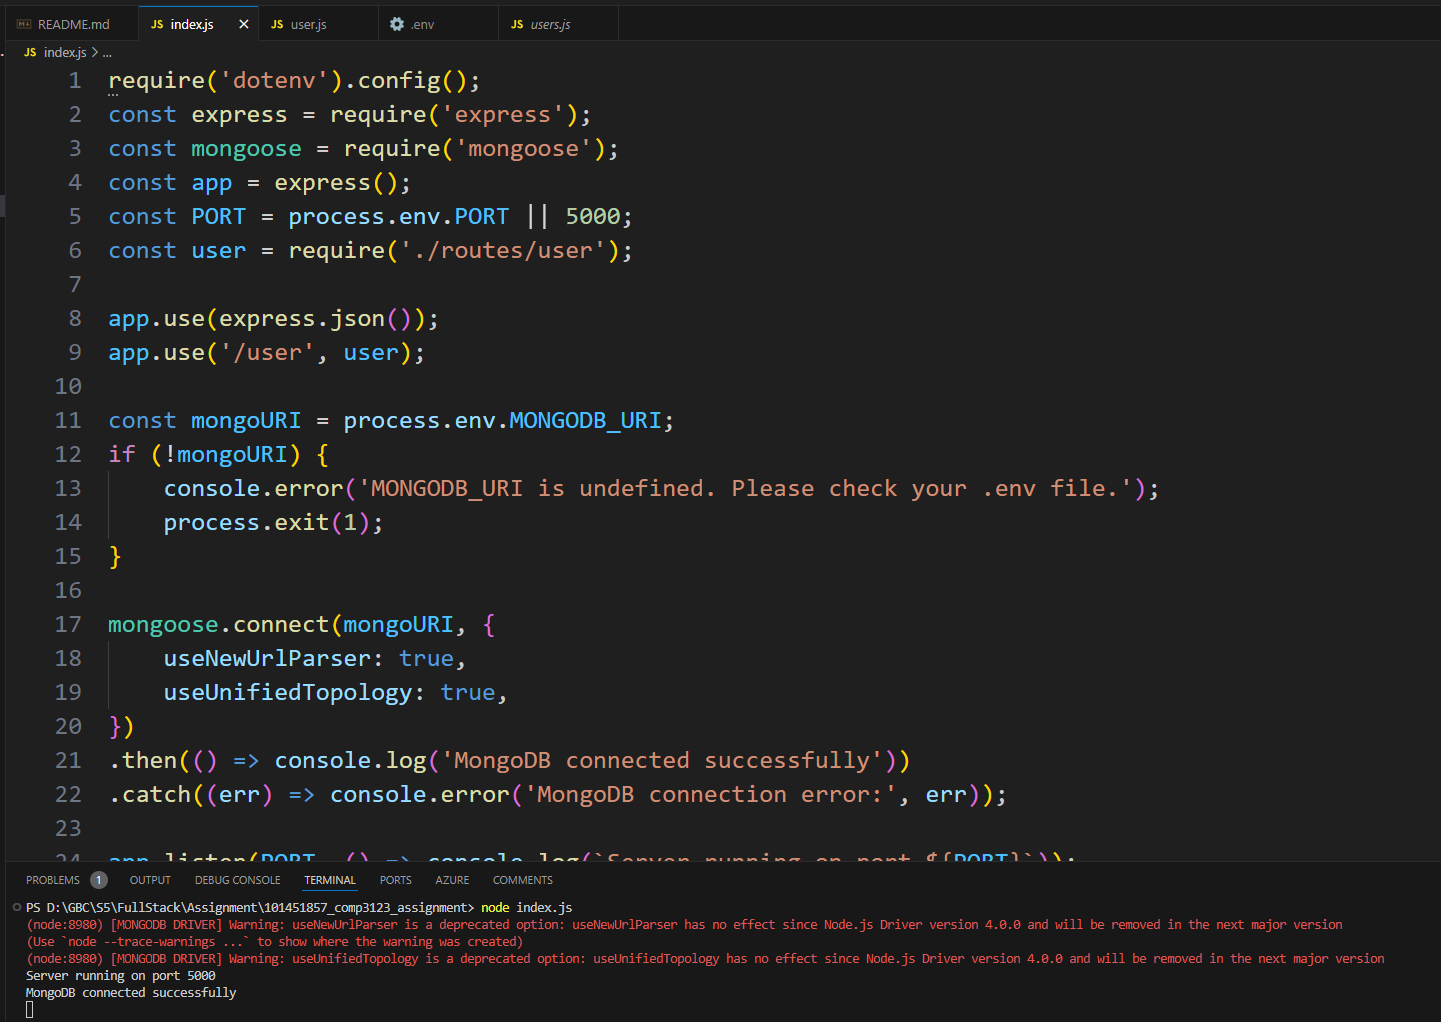 README.md JS index.js × JS user.js .env JS users.js
JS index.js > ...
1 require('dotenv').config();
2 const express = require('express');
3 const mongoose = require('mongoose');
4 const app = express();
5 const PORT = process.env.PORT || 5000;
6 const user = require('./routes/user');
7
8 app.use(express.json());
9 app.use('/user', user);
10
11 const mongoURI = process.env.MONGODB_URI;
12 if (!mongoURI) {
13 console.error('MONGODB_URI is undefined. Please check your .env file.');
14 process.exit(1);
15 }
16
17 mongoose.connect(mongoURI, {
18 useNewUrlParser: true,
19 useUnifiedTopology: true,
20 })
21 .then(() => console.log('MongoDB connected successfully'))
22 .catch((err) => console.error('MongoDB connection error:', err));
23
24 app.listen(PORT, () => console.log(`Server running on port ${PORT}`));
PROBLEMS 1 OUTPUT DEBUG CONSOLE TERMINAL PORTS AZURE COMMENTS
PS D:\GBC\S5\FullStack\Assignment\101451857_comp3123_assignment> node index.js
(node:8980) [MONGODB DRIVER] Warning: useNewUrlParser is a deprecated option: useNewUrlParser has no effect since Node.js Driver version 4.0.0 and will be removed in the next major version
(Use `node --trace-warnings ...` to show where the warning was created)
(node:8980) [MONGODB DRIVER] Warning: useUnifiedTopology is a deprecated option: useUnifiedTopology has no effect since Node.js Driver version 4.0.0 and will be removed in the next major version
Server running on port 5000
MongoDB connected successfully